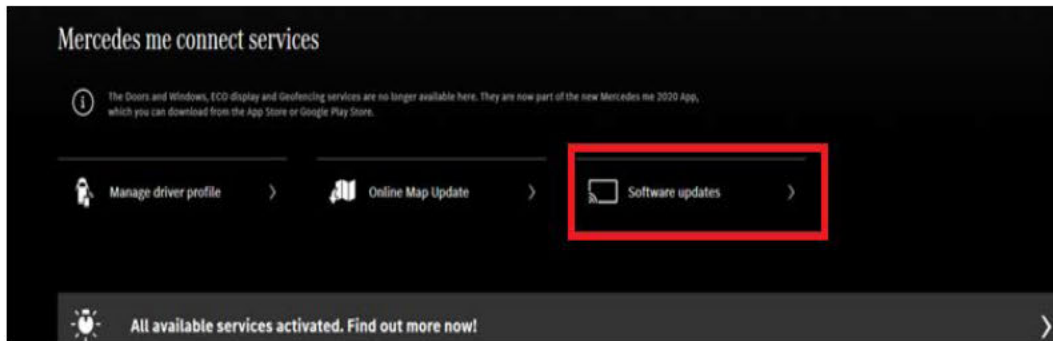 Mercedes me connect services
The Doors and Windows, ECO display and Geofencing services are no longer available here. They are now part of the new Mercedes me 2020 App,
which you can download from the App Store or Google Play Store.
Manage driver profile
Online Map Update
Software updates
All available services activated. Find out more now!